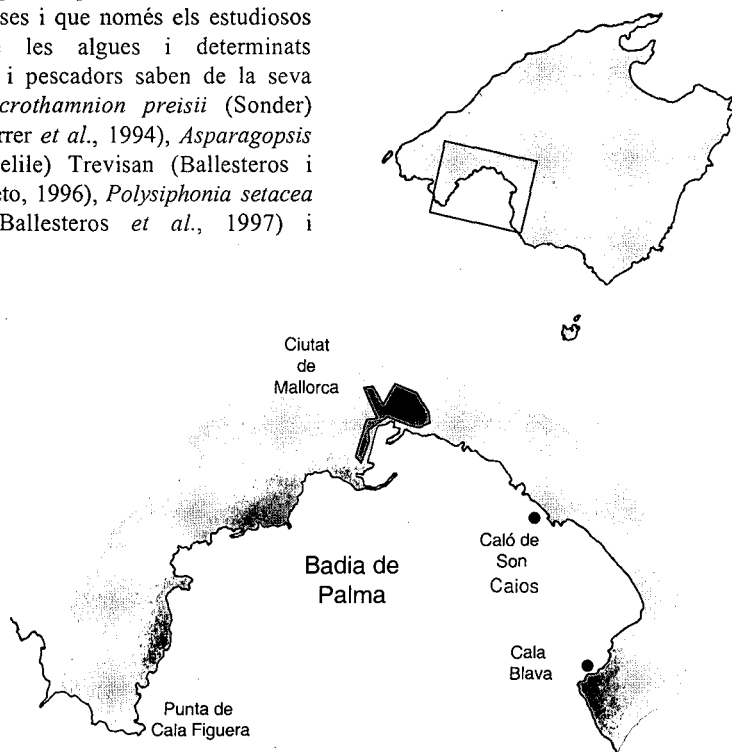 ses i que només els estudiosos
les algues i determinats
i pescadors saben de la seva
crothamnion preisii (Sonder)
rrer et al., 1994), Asparagopsis
elile) Trevisan (Ballesteros i
eto, 1996), Polysiphonia setacea
Ballesteros et al., 1997) i
Ciutat
de
Mallorca
Badia de
Palma
Caló de
Son
Caios
Cala
Blava
Punta de
Cala Figuera